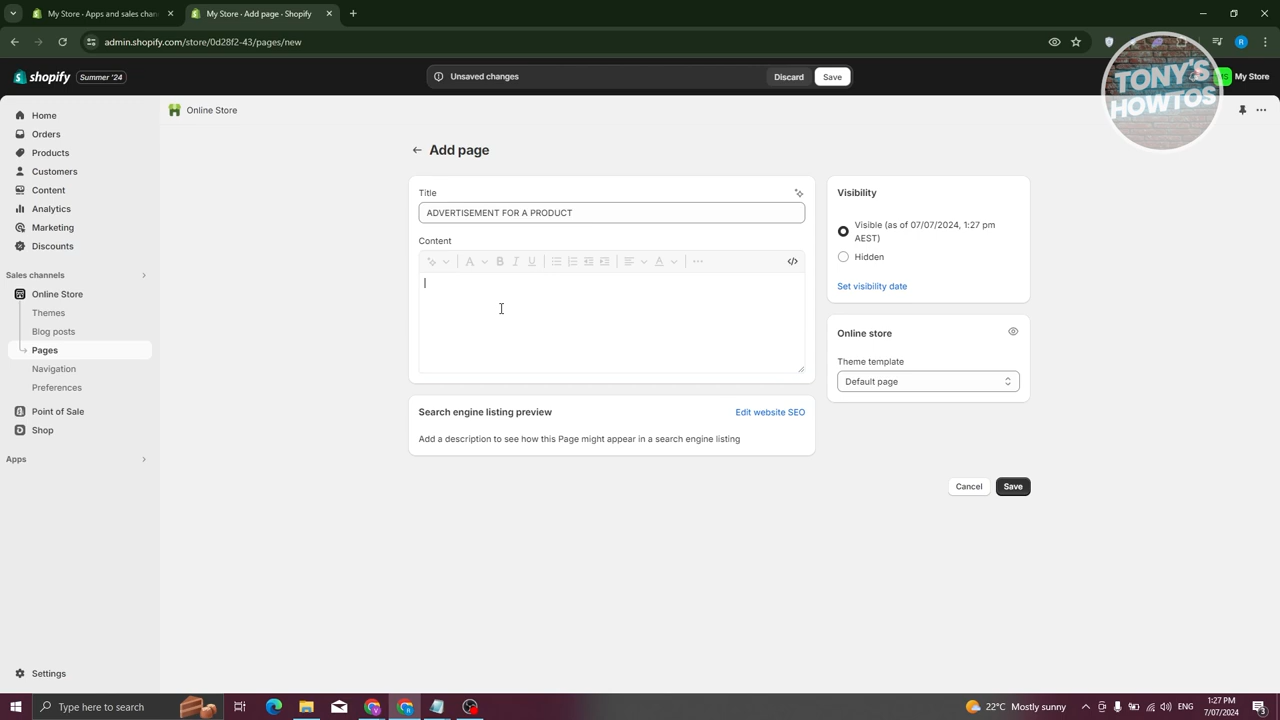 My Store · Apps and sales chan
My Store · Add page · Shopify
admin.shopify.com/store/0d28f2-43/pages/new
R
shopify
Summer '24
Unsaved changes
Discard
Save
My Store
TONY'S
HOWTOS
Home
Orders
Products
Customers
Content
Analytics
Marketing
Discounts
Sales channels
Online Store
Themes
Blog posts
Pages
Navigation
Preferences
Point of Sale
Shop
Apps
Settings
Online Store
Add page
Title
ADVERTISEMENT FOR A PRODUCT
Content
A
B
I
U
A
</>
Search engine listing preview
Edit website SEO
Add a description to see how this Page might appear in a search engine listing
Visibility
Visible (as of 07/07/2024, 1:27 pm
AEST)
Hidden
Set visibility date
Online store
Theme template
Default page
Cancel
Save
Type here to search
22°C Mostly sunny
1:27 PM
7/07/2024